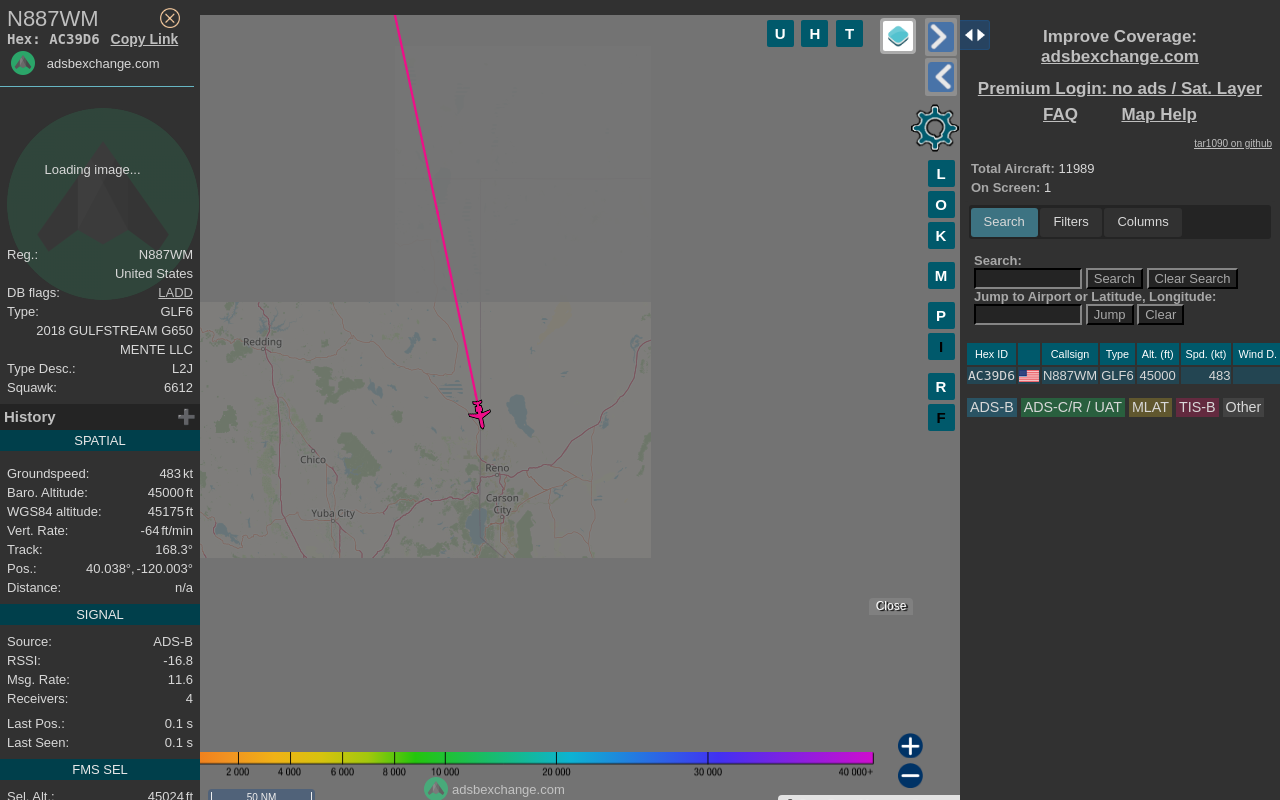 N887WM
Hex: AC39D6 Copy Link
adsbexchange.com
Loading image...
Reg.: N887WM
United States
DB flags: LADD
Type: GLF6
2018 GULFSTREAM G650
MENTE LLC
Type Desc.: L2J
Squawk: 6612
History
SPATIAL
Groundspeed: 483 kt
Baro. Altitude: 45000 ft
WGS84 altitude: 45175 ft
Vert. Rate: -64 ft/min
Track: 168.3°
Pos.: 40.038°, -120.003°
Distance: n/a
SIGNAL
Source: ADS-B
RSSI: -16.8
Msg. Rate: 11.6
Receivers: 4
Last Pos.: 0.1 s
Last Seen: 0.1 s
FMS SEL
Sel. Alt.: 45024 ft
U H T
L
O
K
M
P
I
R
F
Redding
Chico
Yuba City
Reno
Carson
City
Close
2 000 4 000 6 000 8 000 10 000 20 000 30 000 40 000+
adsbexchange.com
50 NM
Improve Coverage:
adsbexchange.com
Premium Login: no ads / Sat. Layer
FAQ Map Help
tar1090 on github
Total Aircraft: 11989
On Screen: 1
Search Filters Columns
Search:
Search Clear Search
Jump to Airport or Latitude, Longitude:
Jump Clear
Hex ID Callsign Type Alt. (ft) Spd. (kt) Wind D.
AC39D6 N887WM GLF6 45000 483
ADS-B ADS-C/R / UAT MLAT TIS-B Other